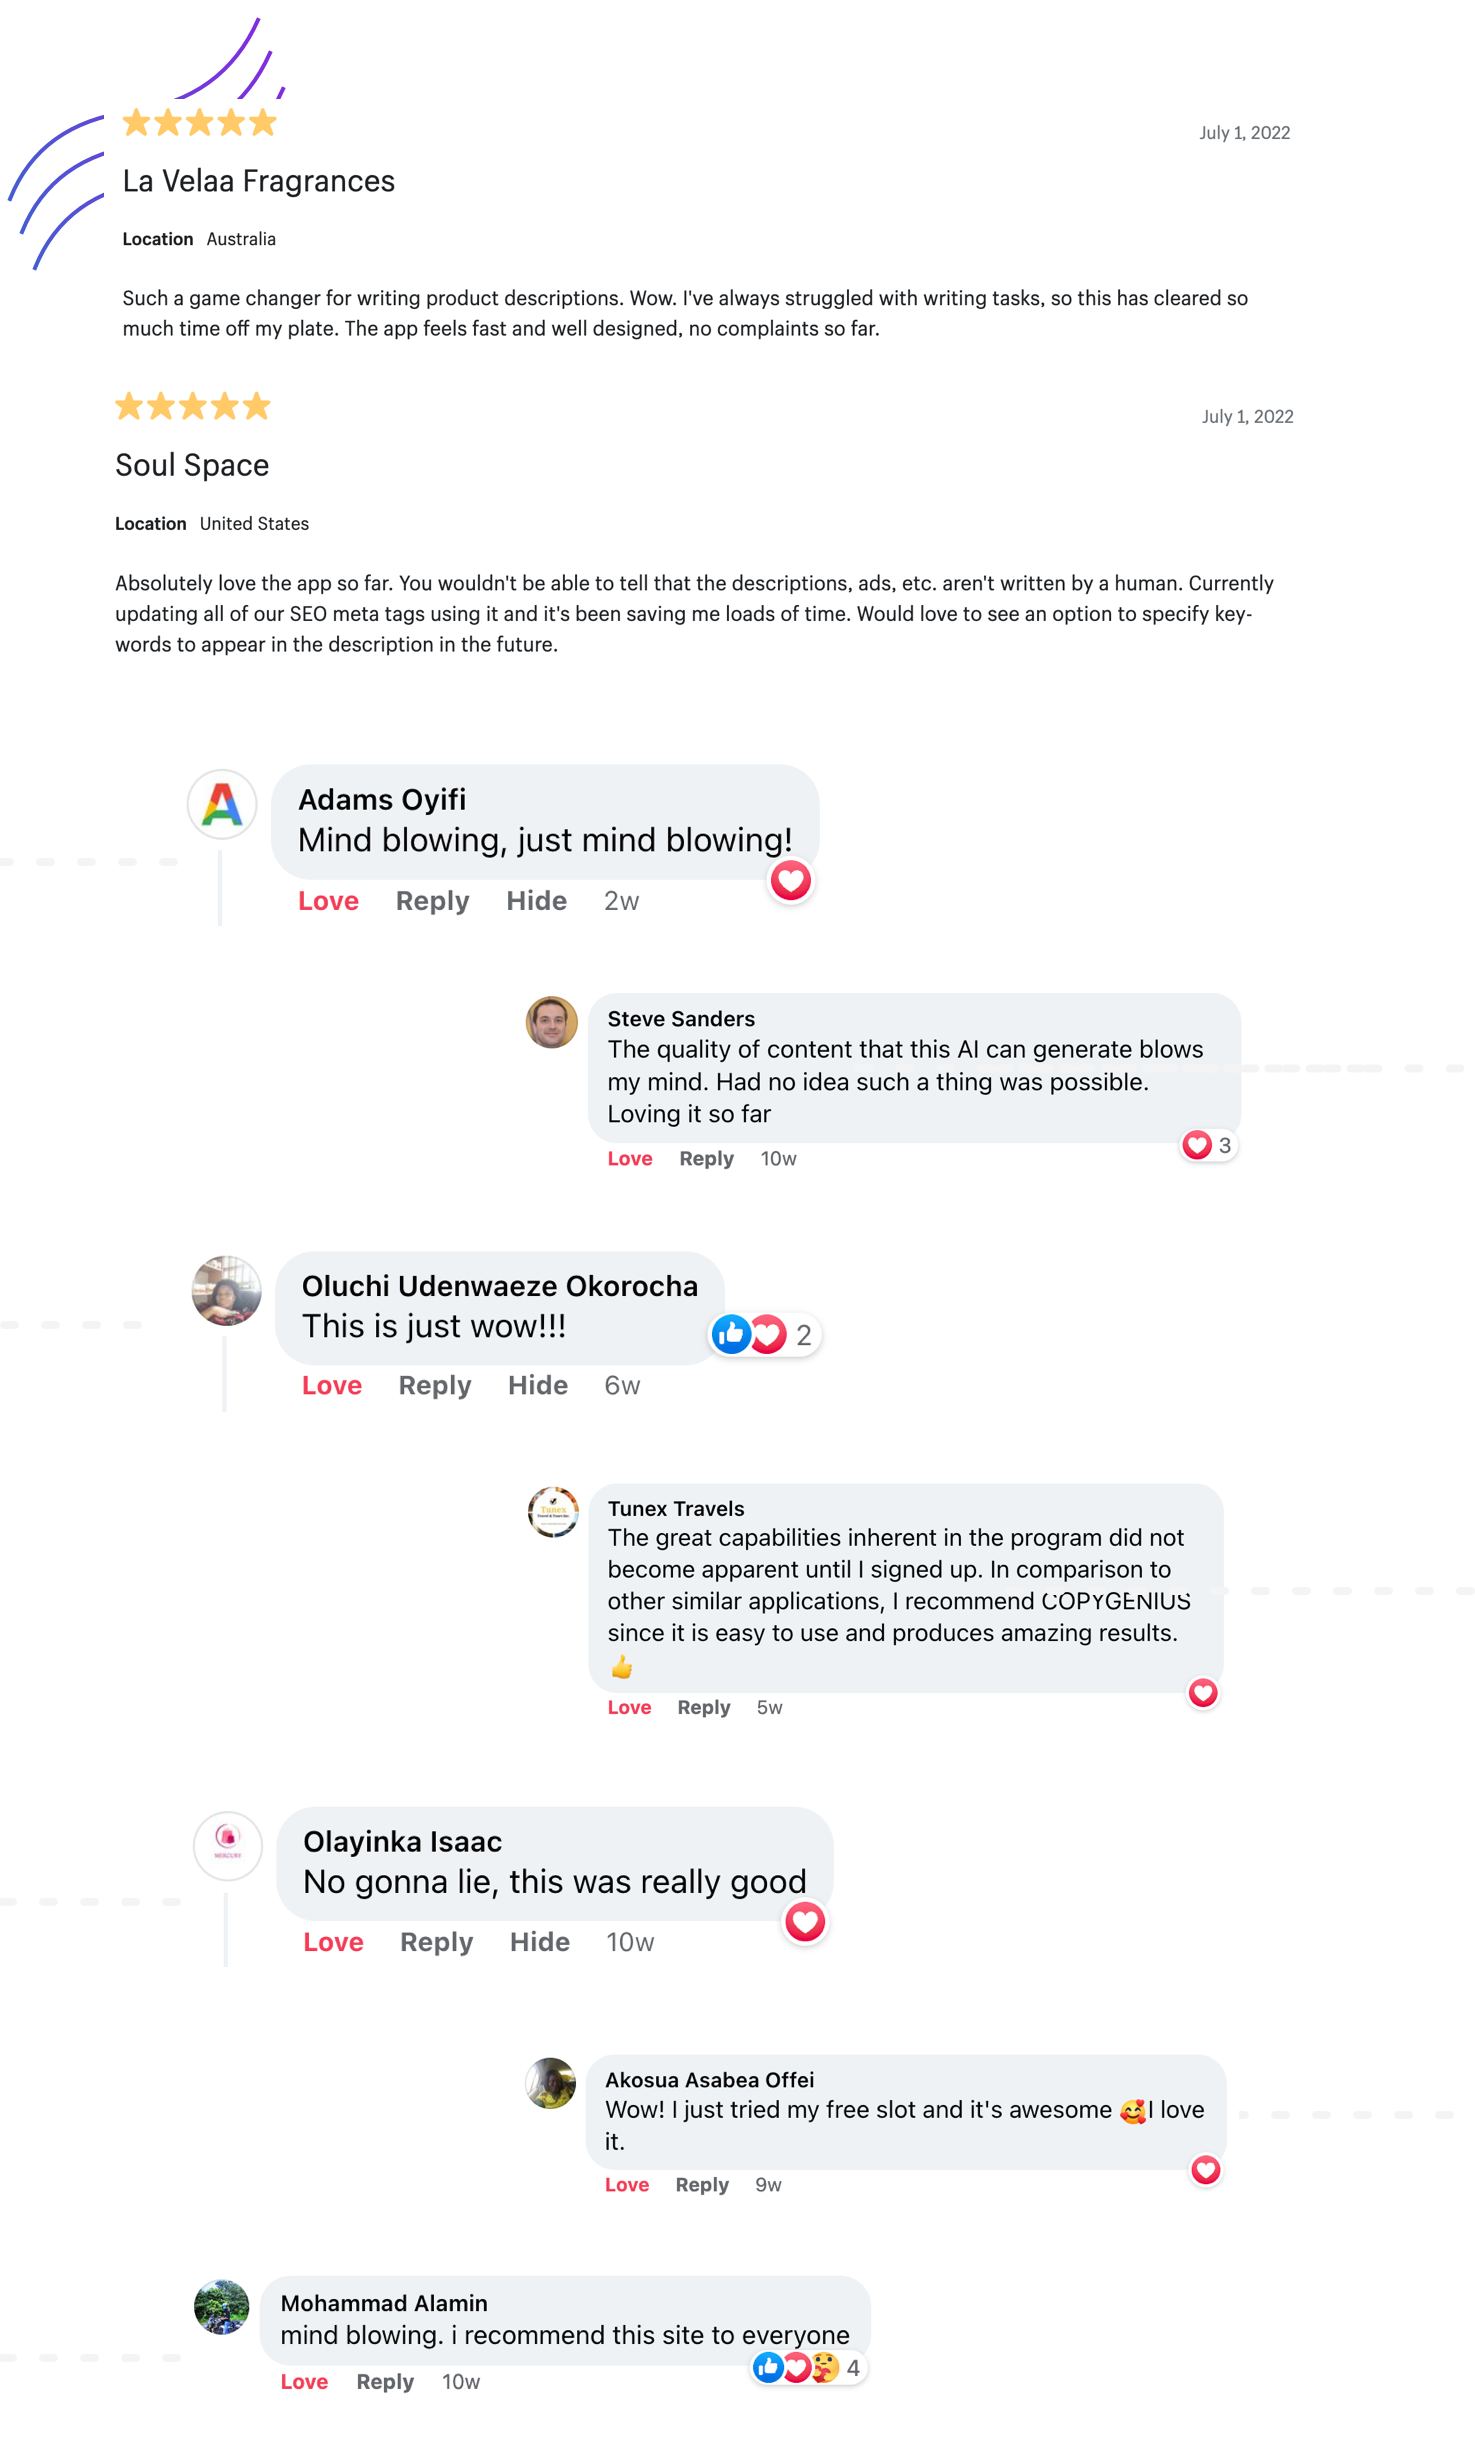 July 1, 2022
La Velaa Fragrances
Location Australia
Such a game changer for writing product descriptions. Wow. I've always struggled with writing tasks, so this has cleared so
much time off my plate. The app feels fast and well designed, no complaints so far.
July 1, 2022
Soul Space
Location United States
Absolutely love the app so far. You wouldn't be able to tell that the descriptions, ads, etc. aren't written by a human. Currently
updating all of our SEO meta tags using it and it's been saving me loads of time. Would love to see an option to specify key-
words to appear in the description in the future.
A
Adams Oyifi
Mind blowing, just mind blowing!
Love Reply Hide 2w
Steve Sanders
The quality of content that this AI can generate blows
my mind. Had no idea such a thing was possible.
Loving it so far
3
Love Reply 10w
Oluchi Udenwaeze Okorocha
This is just wow!!!
2
Love Reply Hide 6w
Tunex
Tunex Travels
The great capabilities inherent in the program did not
become apparent until I signed up. In comparison to
other similar applications, I recommend COPYGENIUS
since it is easy to use and produces amazing results.
👍
Love Reply 5w
MERCURY
Olayinka Isaac
No gonna lie, this was really good
Love Reply Hide 10w
Akosua Asabea Offei
Wow! I just tried my free slot and it's awesome 🥰I love
it.
Love Reply 9w
Mohammad Alamin
mind blowing. i recommend this site to everyone
4
Love Reply 10w